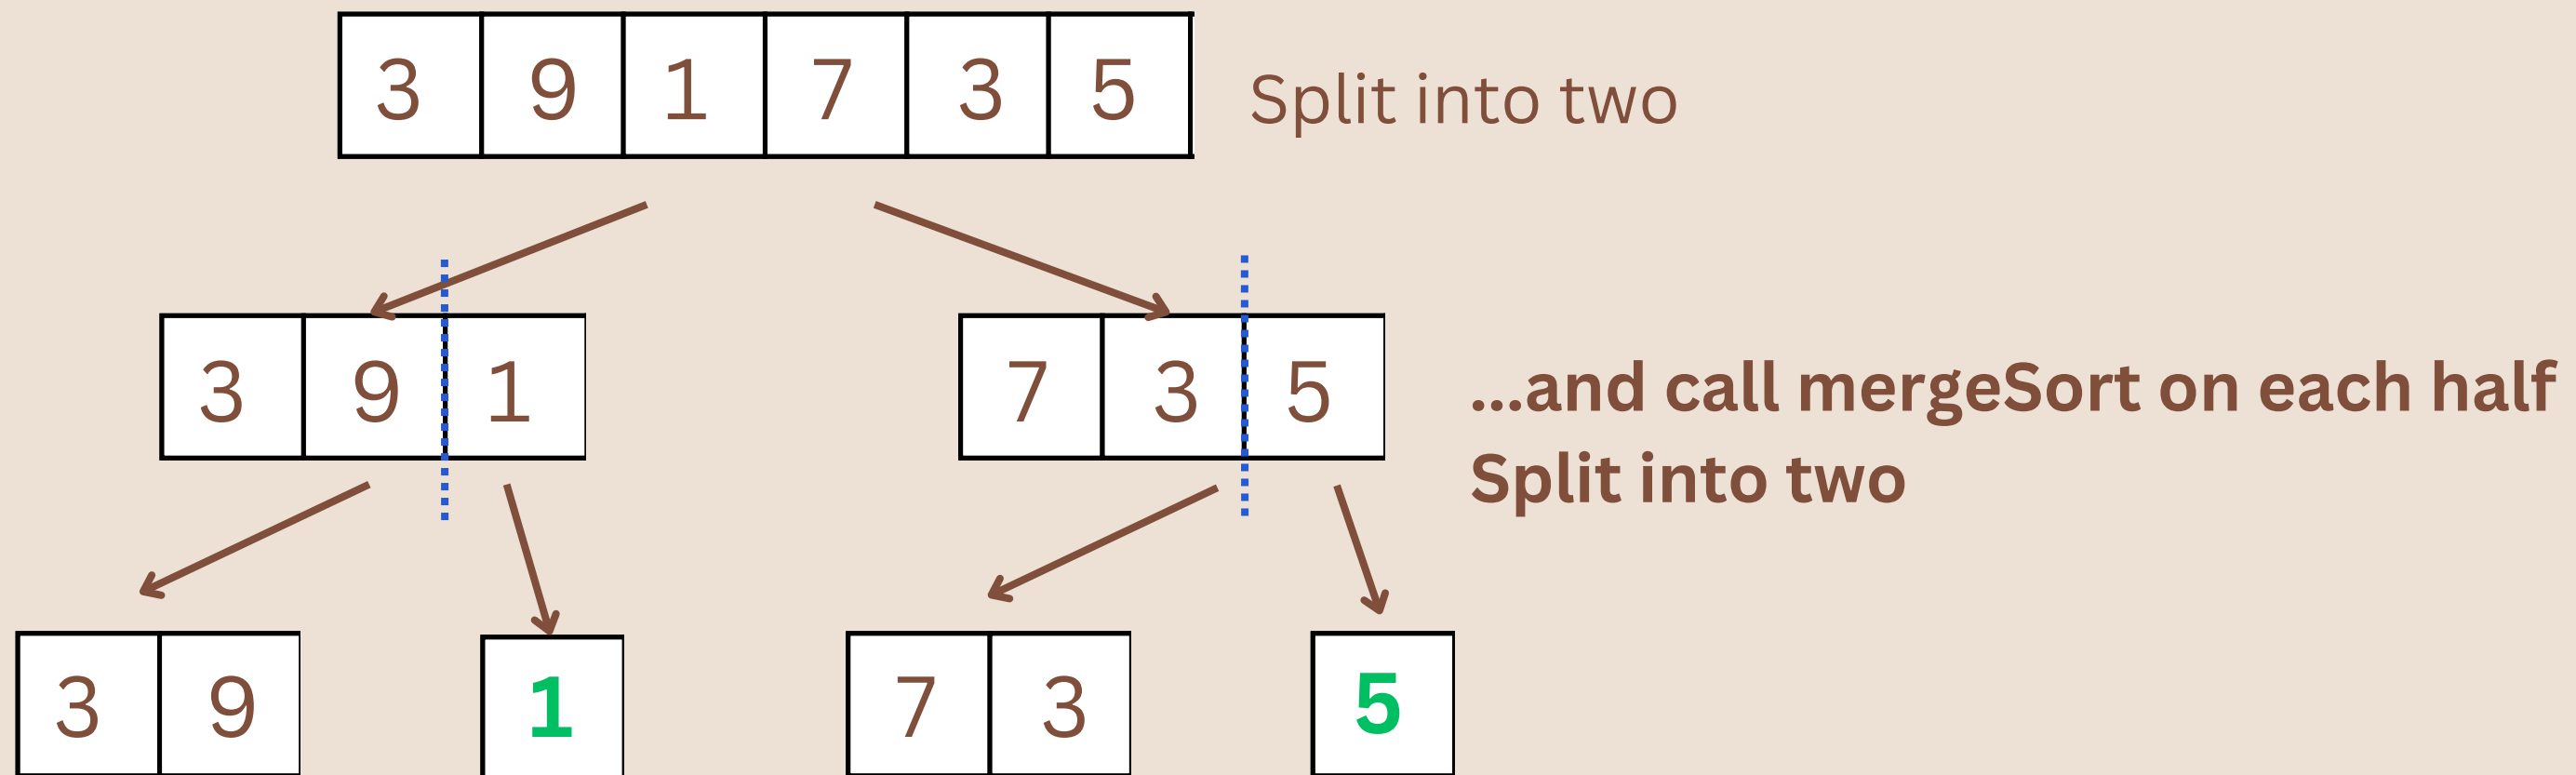 3 9 1 7 3 5
Split into two
3 9 1
7 3 5
...and call mergeSort on each half
Split into two
3 9
1
7 3
5